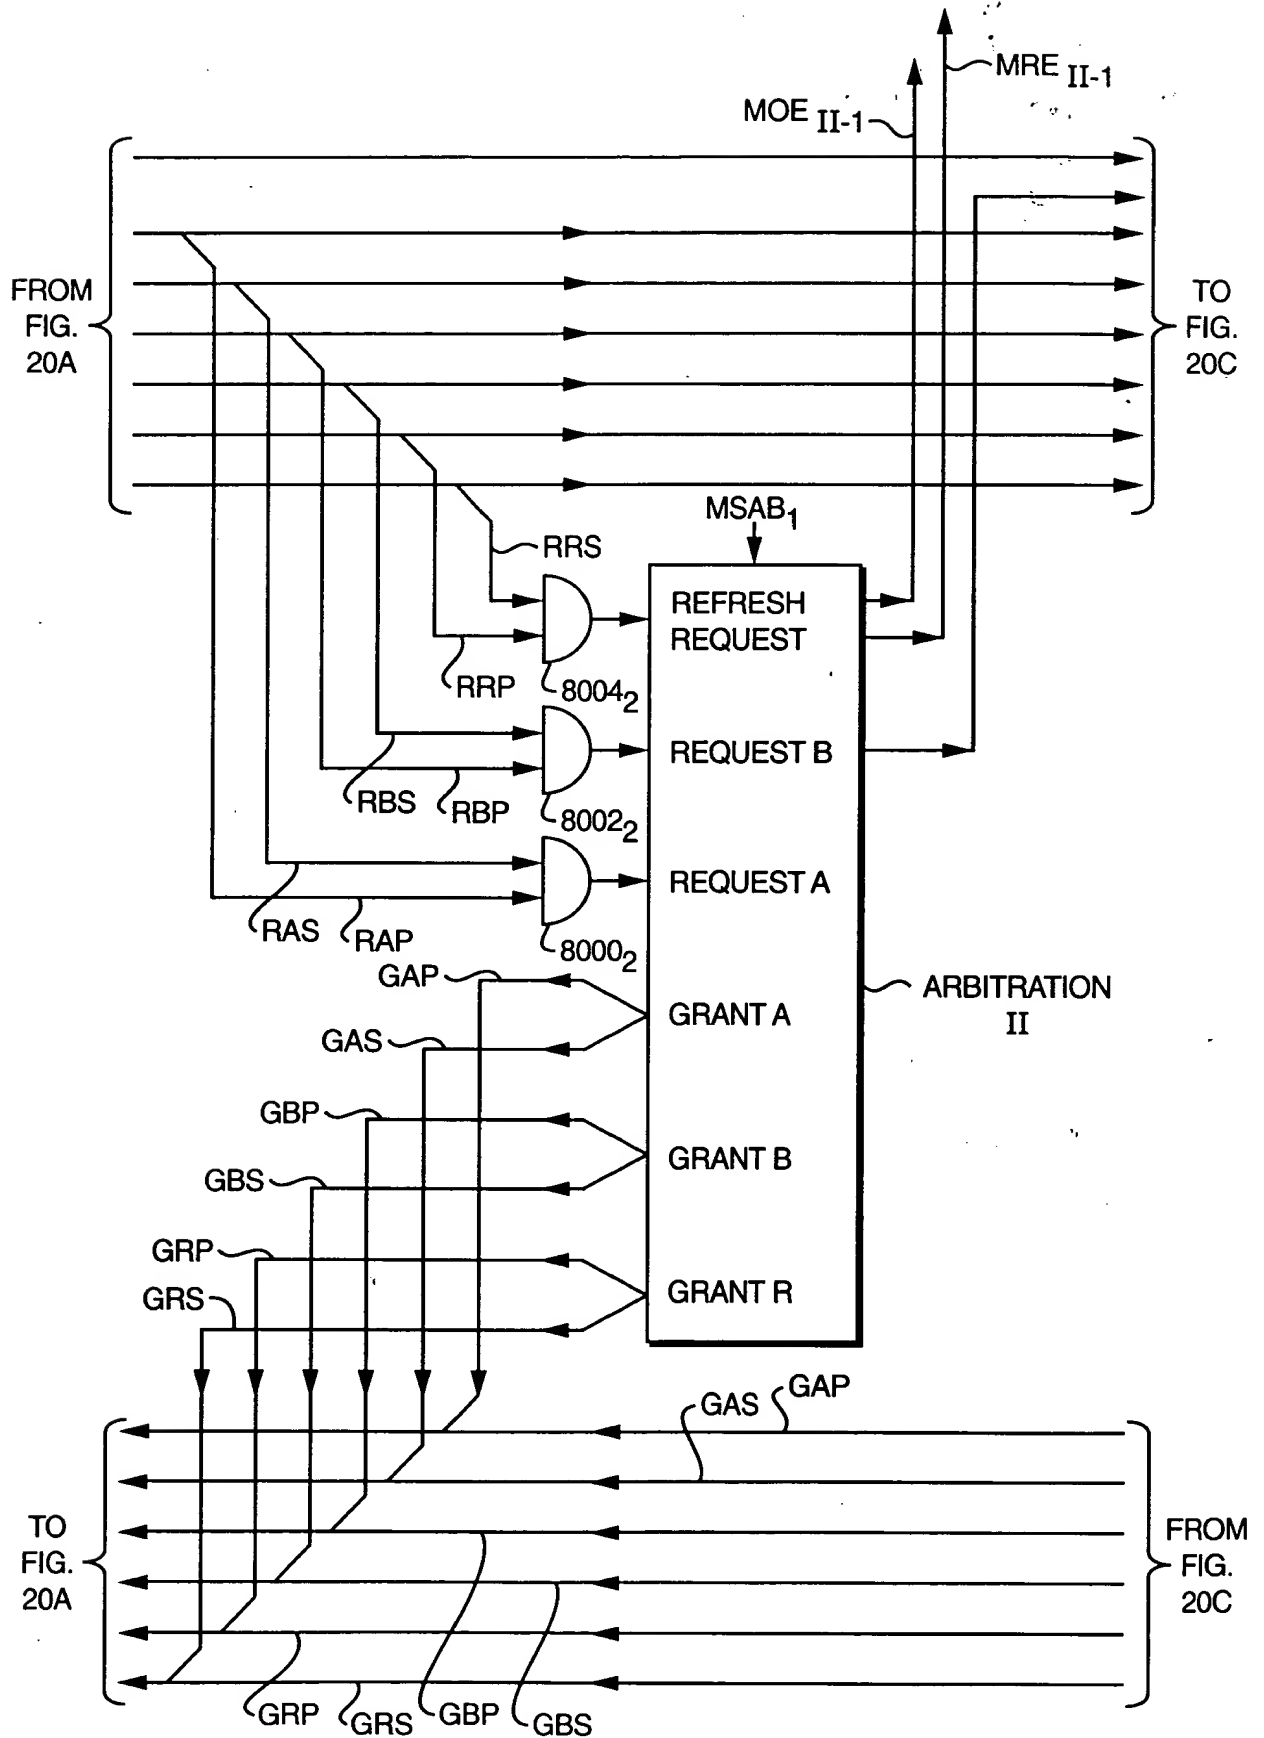 MRE II-1
MOE II-1
FROM
FIG.
20A
TO
FIG.
20C
MSAB1
RRS
REFRESH
REQUEST
RRP
80042
REQUEST B
RBS
RBP
80022
REQUEST A
RAS
RAP
80002
GAP
ARBITRATION
II
GRANT A
GAS
GBP
GRANT B
GBS
GRP
GRANT R
GRS
GAP
GAS
TO
FIG.
20A
FROM
FIG.
20C
GRP
GRS
GBP
GBS